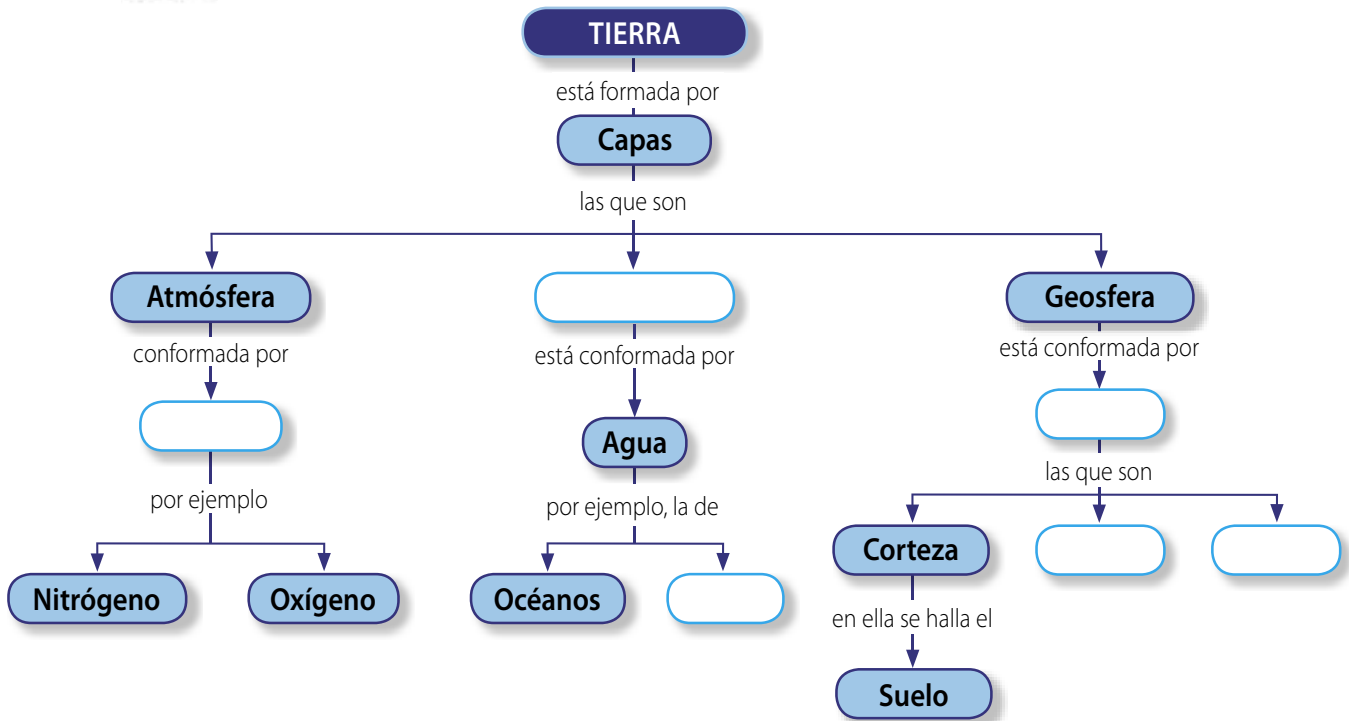 TIERRA
está formada por
Capas
las que son
Atmósfera
Geosfera
conformada por
está conformada por
está conformada por
Agua
las que son
por ejemplo
por ejemplo, la de
Corteza
Nitrógeno
Oxígeno
Océanos
en ella se halla el
Suelo